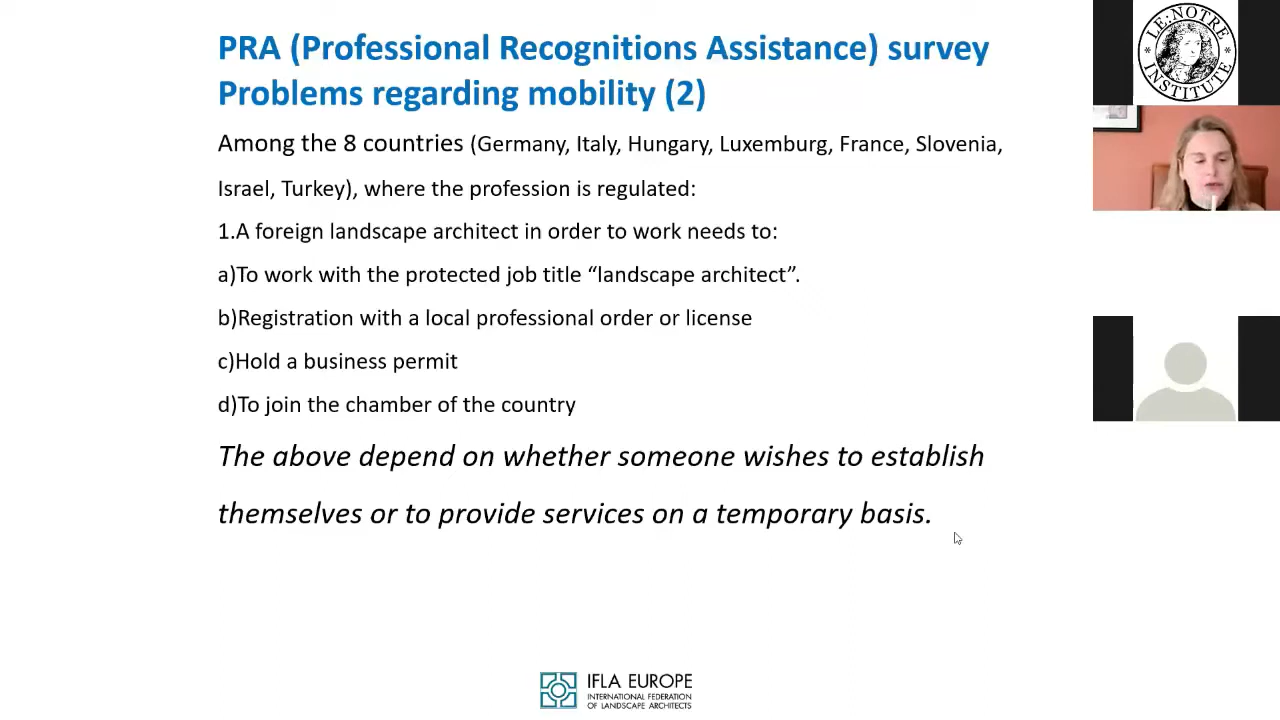 PRA (Professional Recognitions Assistance) survey
Problems regarding mobility (2)
Among the 8 countries (Germany, Italy, Hungary, Luxemburg, France, Slovenia,
Israel, Turkey), where the profession is regulated:
1.A foreign landscape architect in order to work needs to:
a)To work with the protected job title “landscape architect”.
b)Registration with a local professional order or license
c)Hold a business permit
d)To join the chamber of the country
The above depend on whether someone wishes to establish
themselves or to provide services on a temporary basis.
IFLA EUROPE
INTERNATIONAL FEDERATION
OF LANDSCAPE ARCHITECTS
LE:NOTRE
INSTITUTE